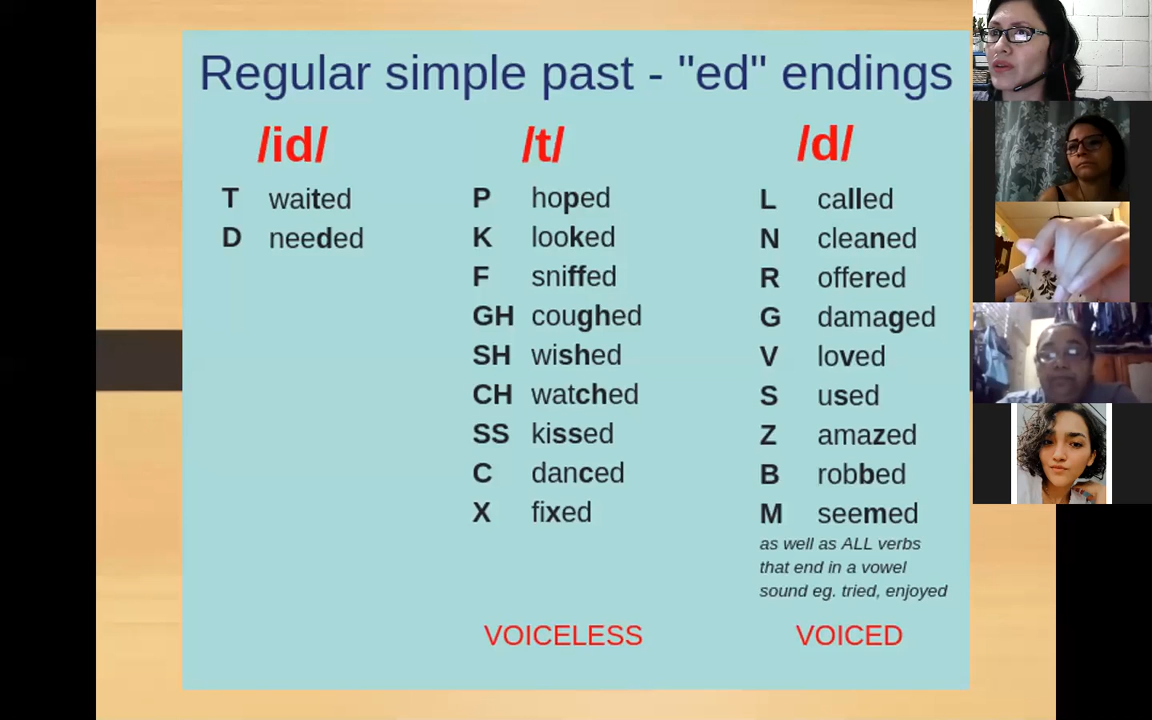 Regular simple past - "ed" endings
/id/
T waited
D needed
/t/
P hoped
K looked
F sniffed
GH coughed
SH wished
CH watched
SS kissed
C danced
X fixed
VOICELESS
/d/
L called
N cleaned
R offered
G damaged
V loved
S used
Z amazed
B robbed
M seemed
as well as ALL verbs
that end in a vowel
sound eg. tried, enjoyed
VOICED